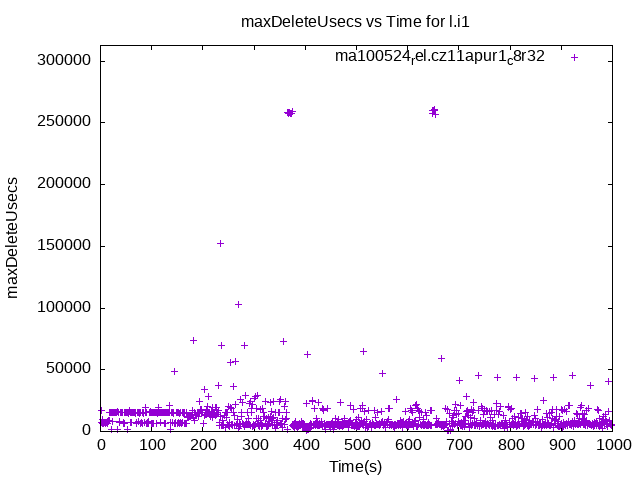 maxDeleteUsecs vs Time for l.i1
ma100524rel.cz11apur1c8r32
300000
250000
200000
150000
100000
50000
0
maxDeleteUsecs
0 100 200 300 400 500 600 700 800 900 1000
Time(s)